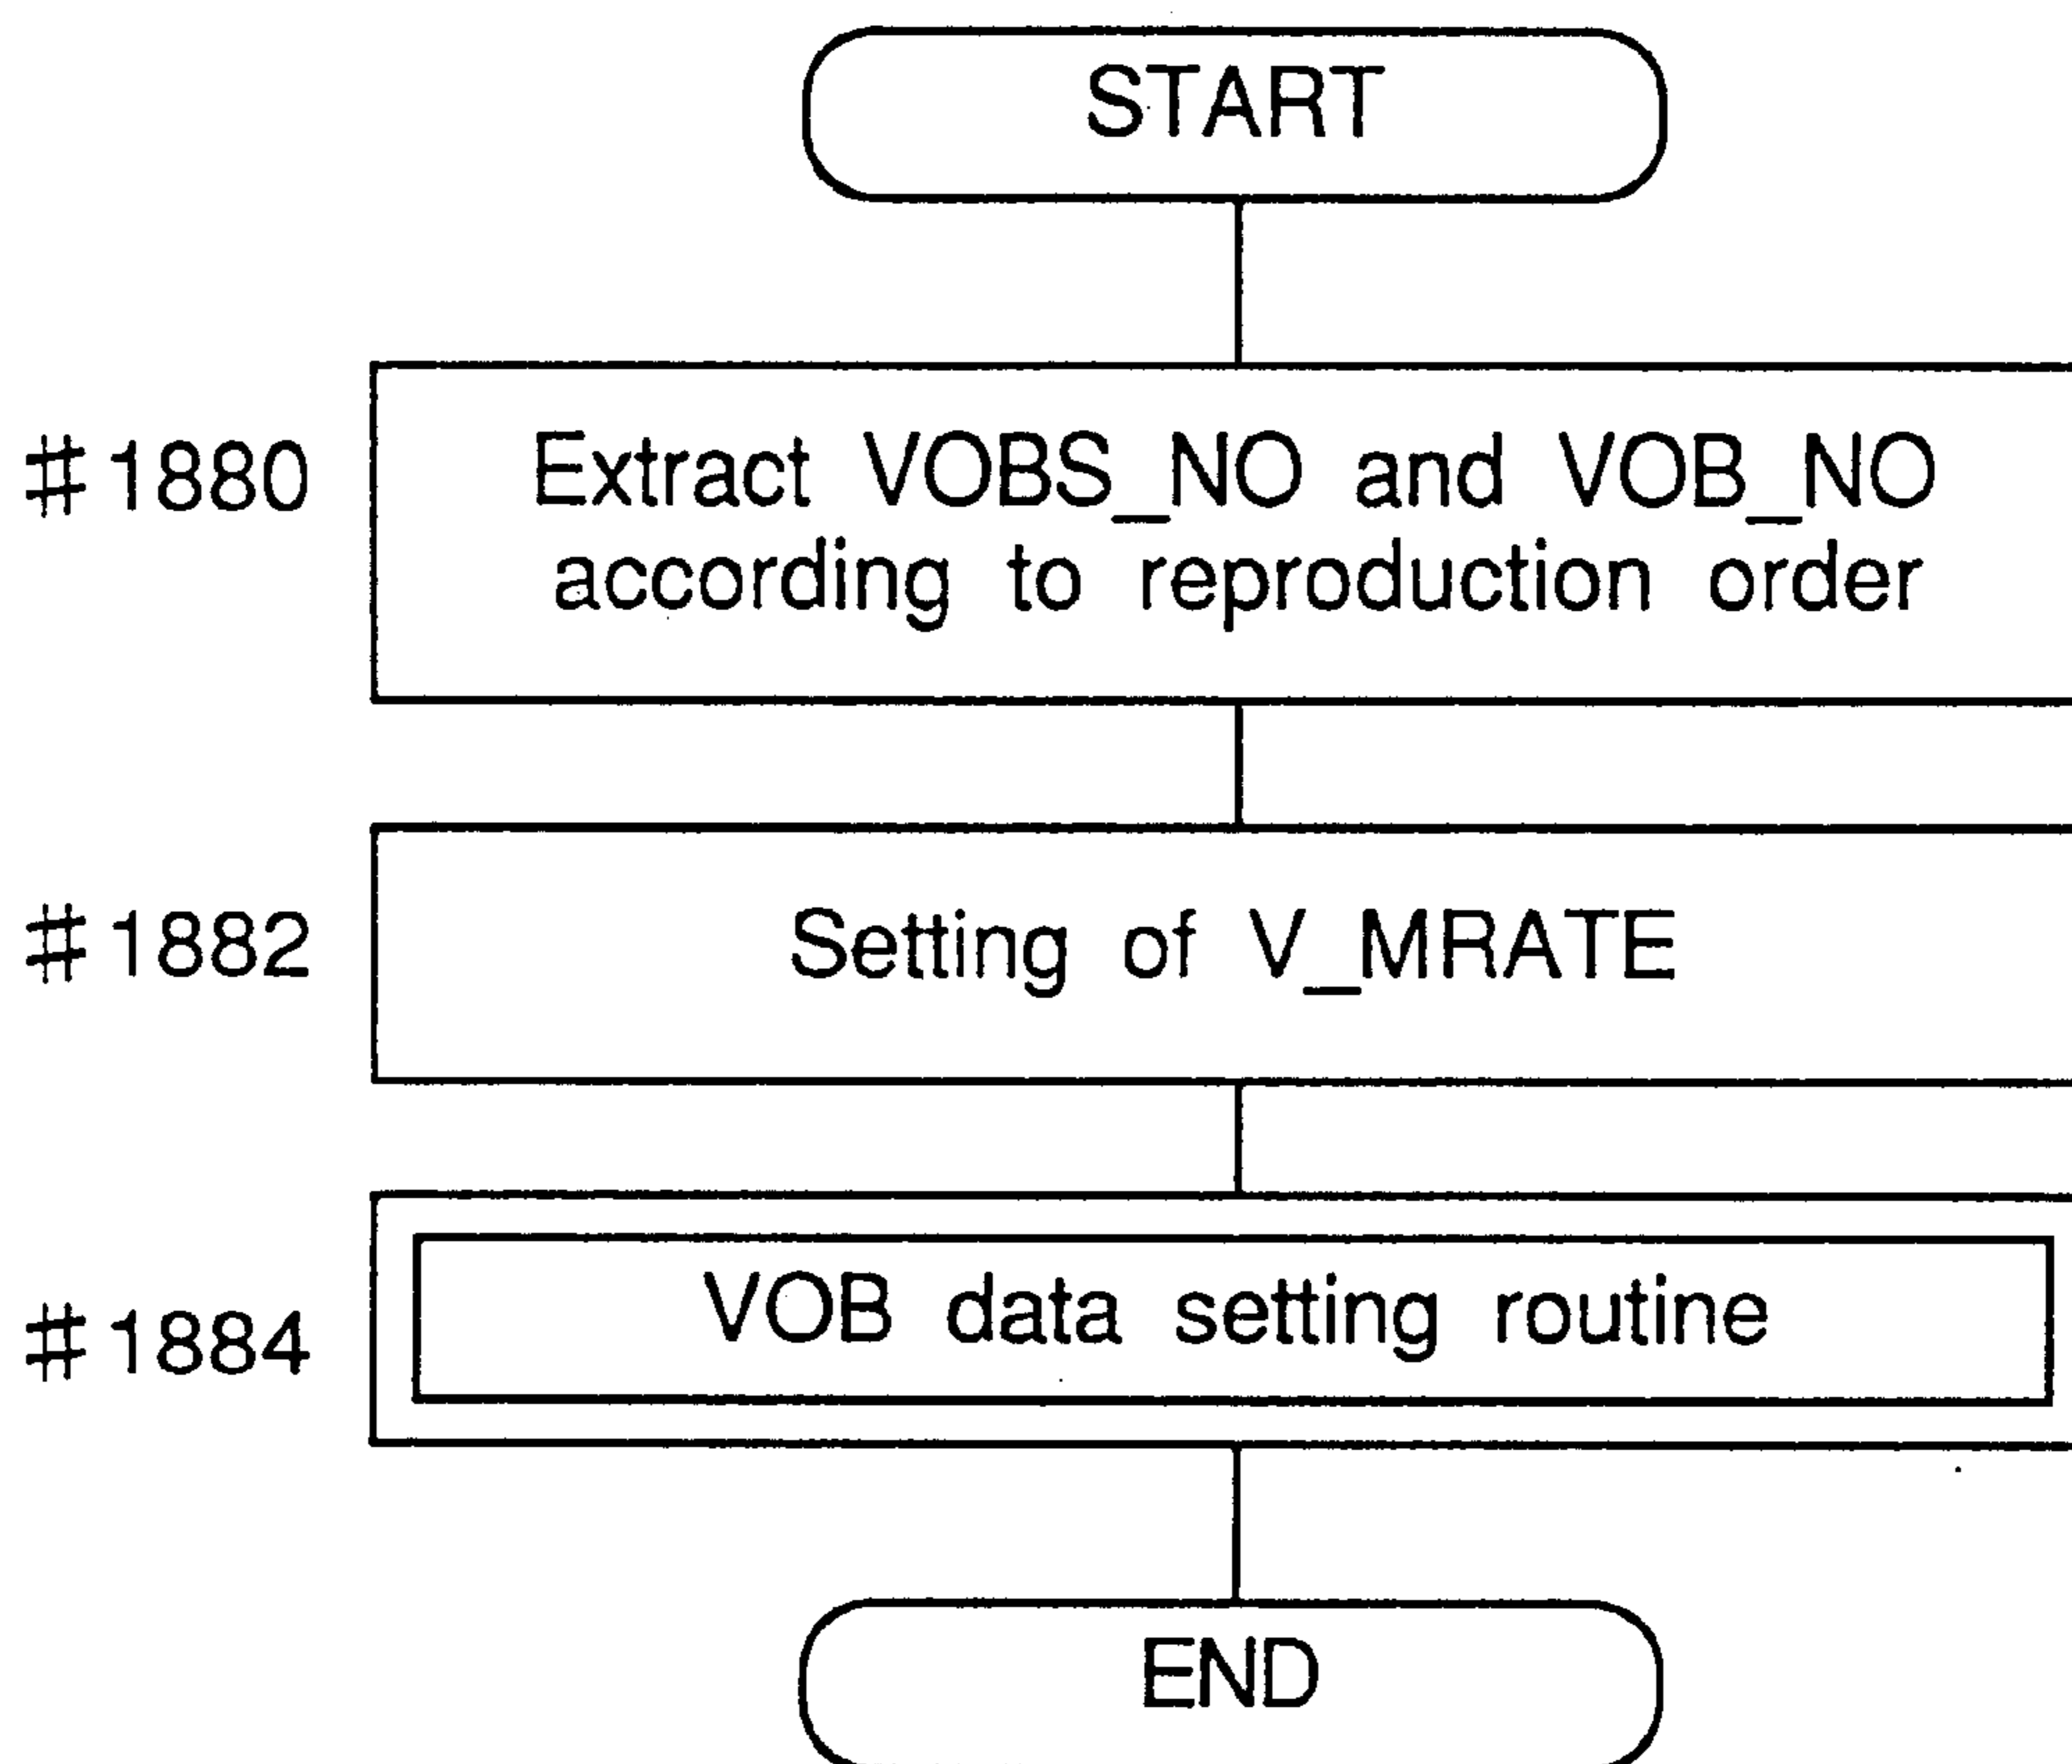 START
#1880
Extract VOBS_NO and VOB_NO
according to reproduction order
#1882
Setting of V_MRATE
#1884
VOB data setting routine
END